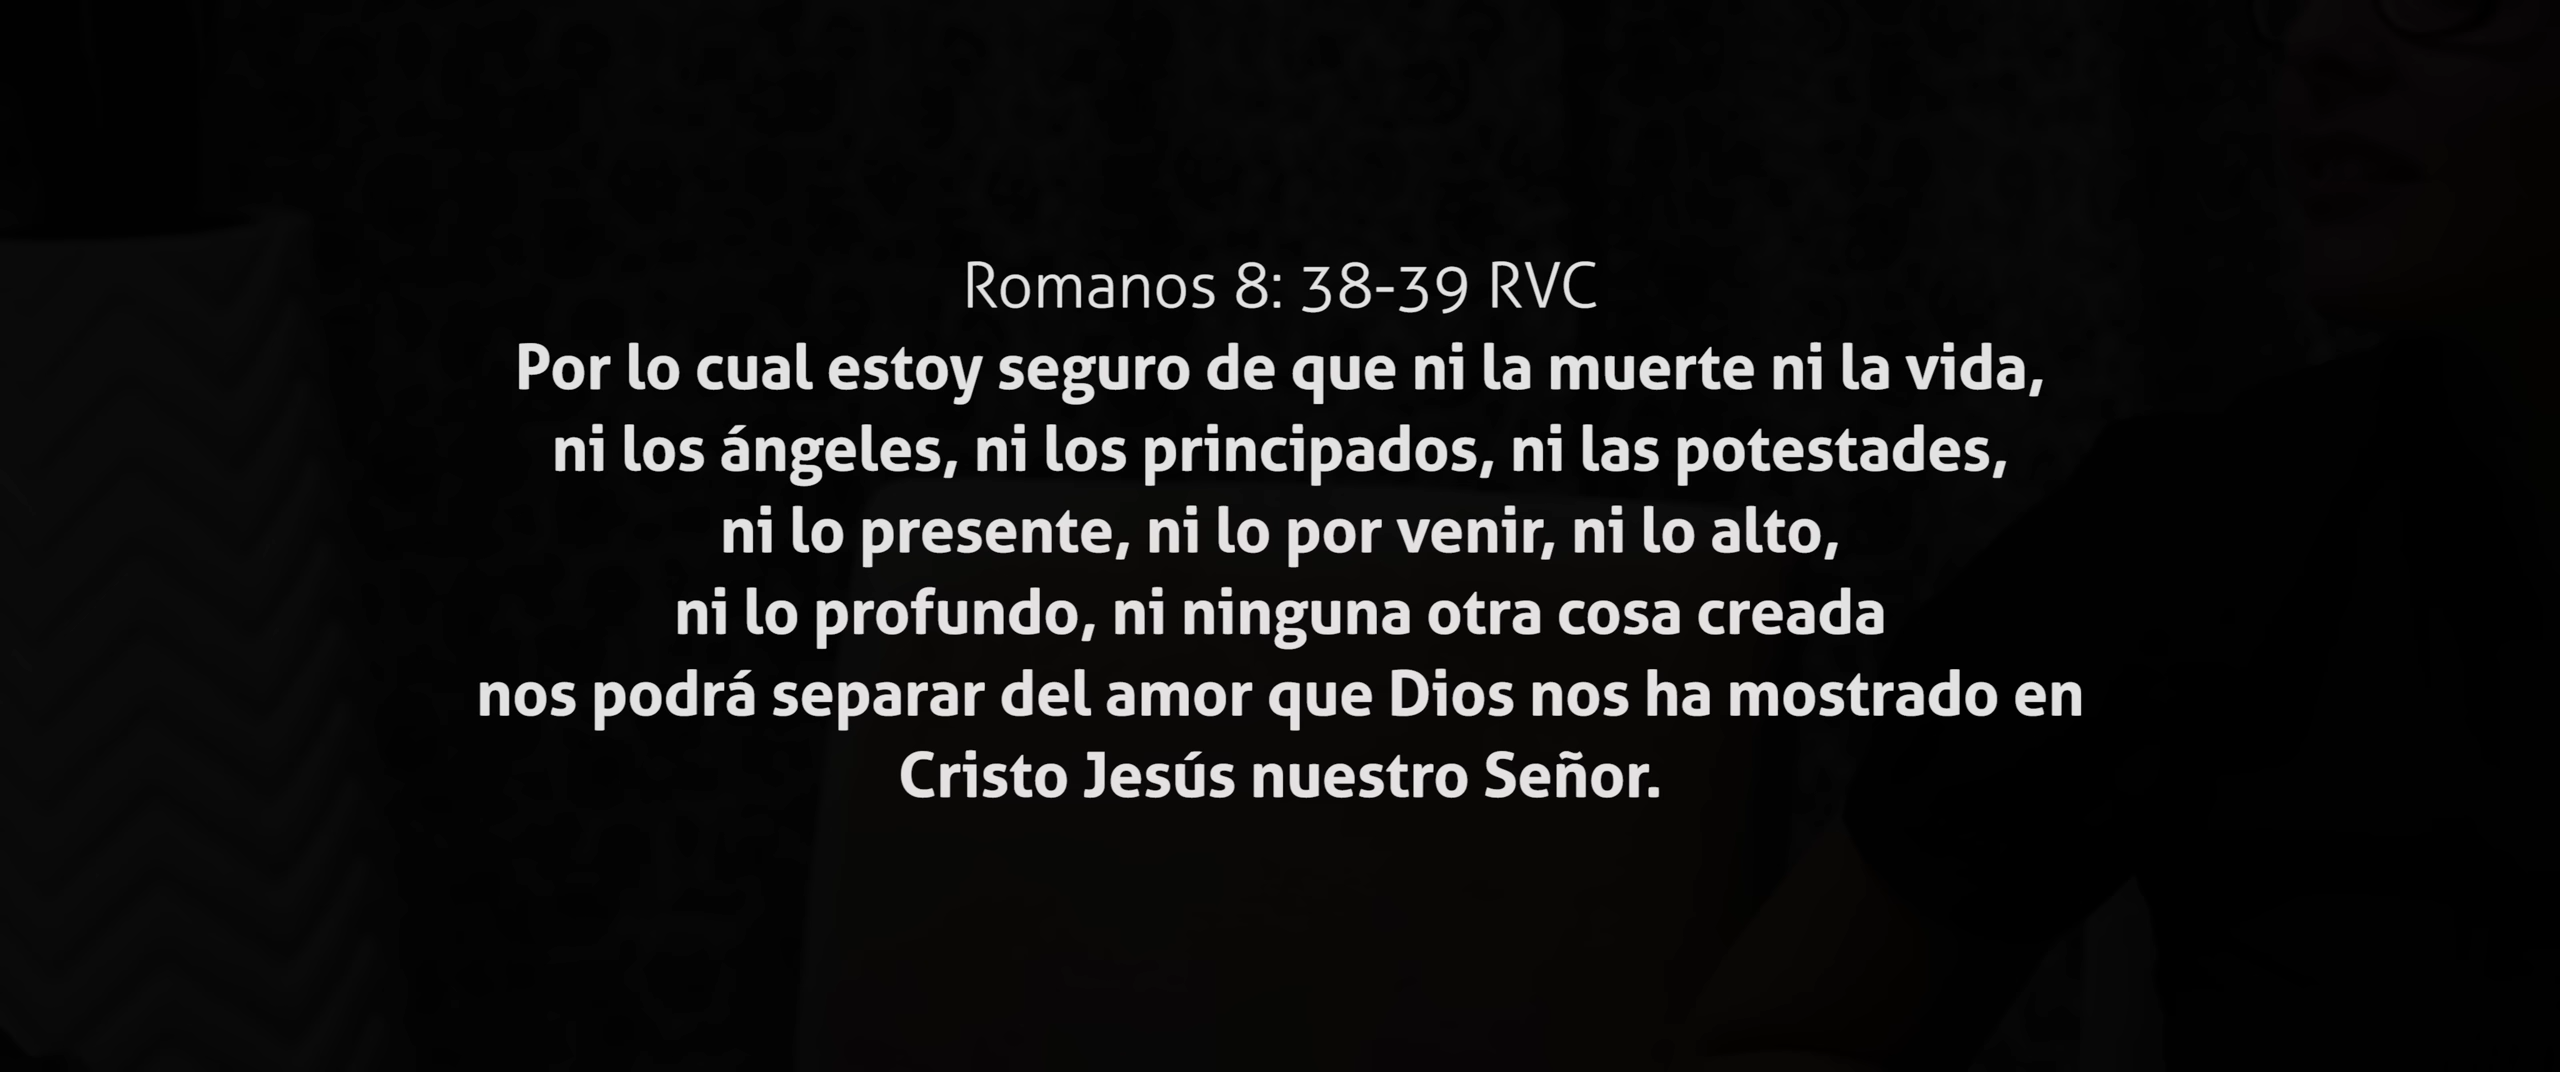 Romanos 8: 38-39 RVC
Por lo cual estoy seguro de que ni la muerte ni la vida,
ni los ángeles, ni los principados, ni las potestades,
ni lo presente, ni lo por venir, ni lo alto,
ni lo profundo, ni ninguna otra cosa creada
nos podrá separar del amor que Dios nos ha mostrado en
Cristo Jesús nuestro Señor.